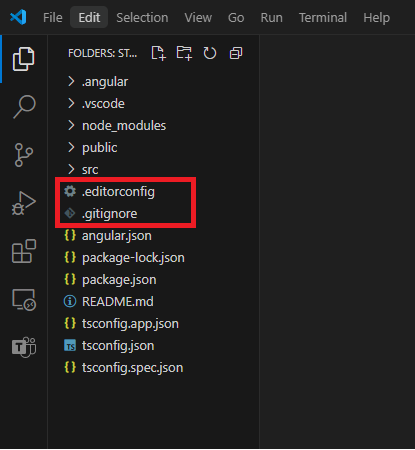 File Edit Selection View Go Run Terminal Help
FOLDERS: ST...
.angular
.vscode
node_modules
public
src
.editorconfig
.gitignore
{ } angular.json
{ } package-lock.json
{ } package.json
README.md
{ } tsconfig.app.json
TS tsconfig.json
{ } tsconfig.spec.json